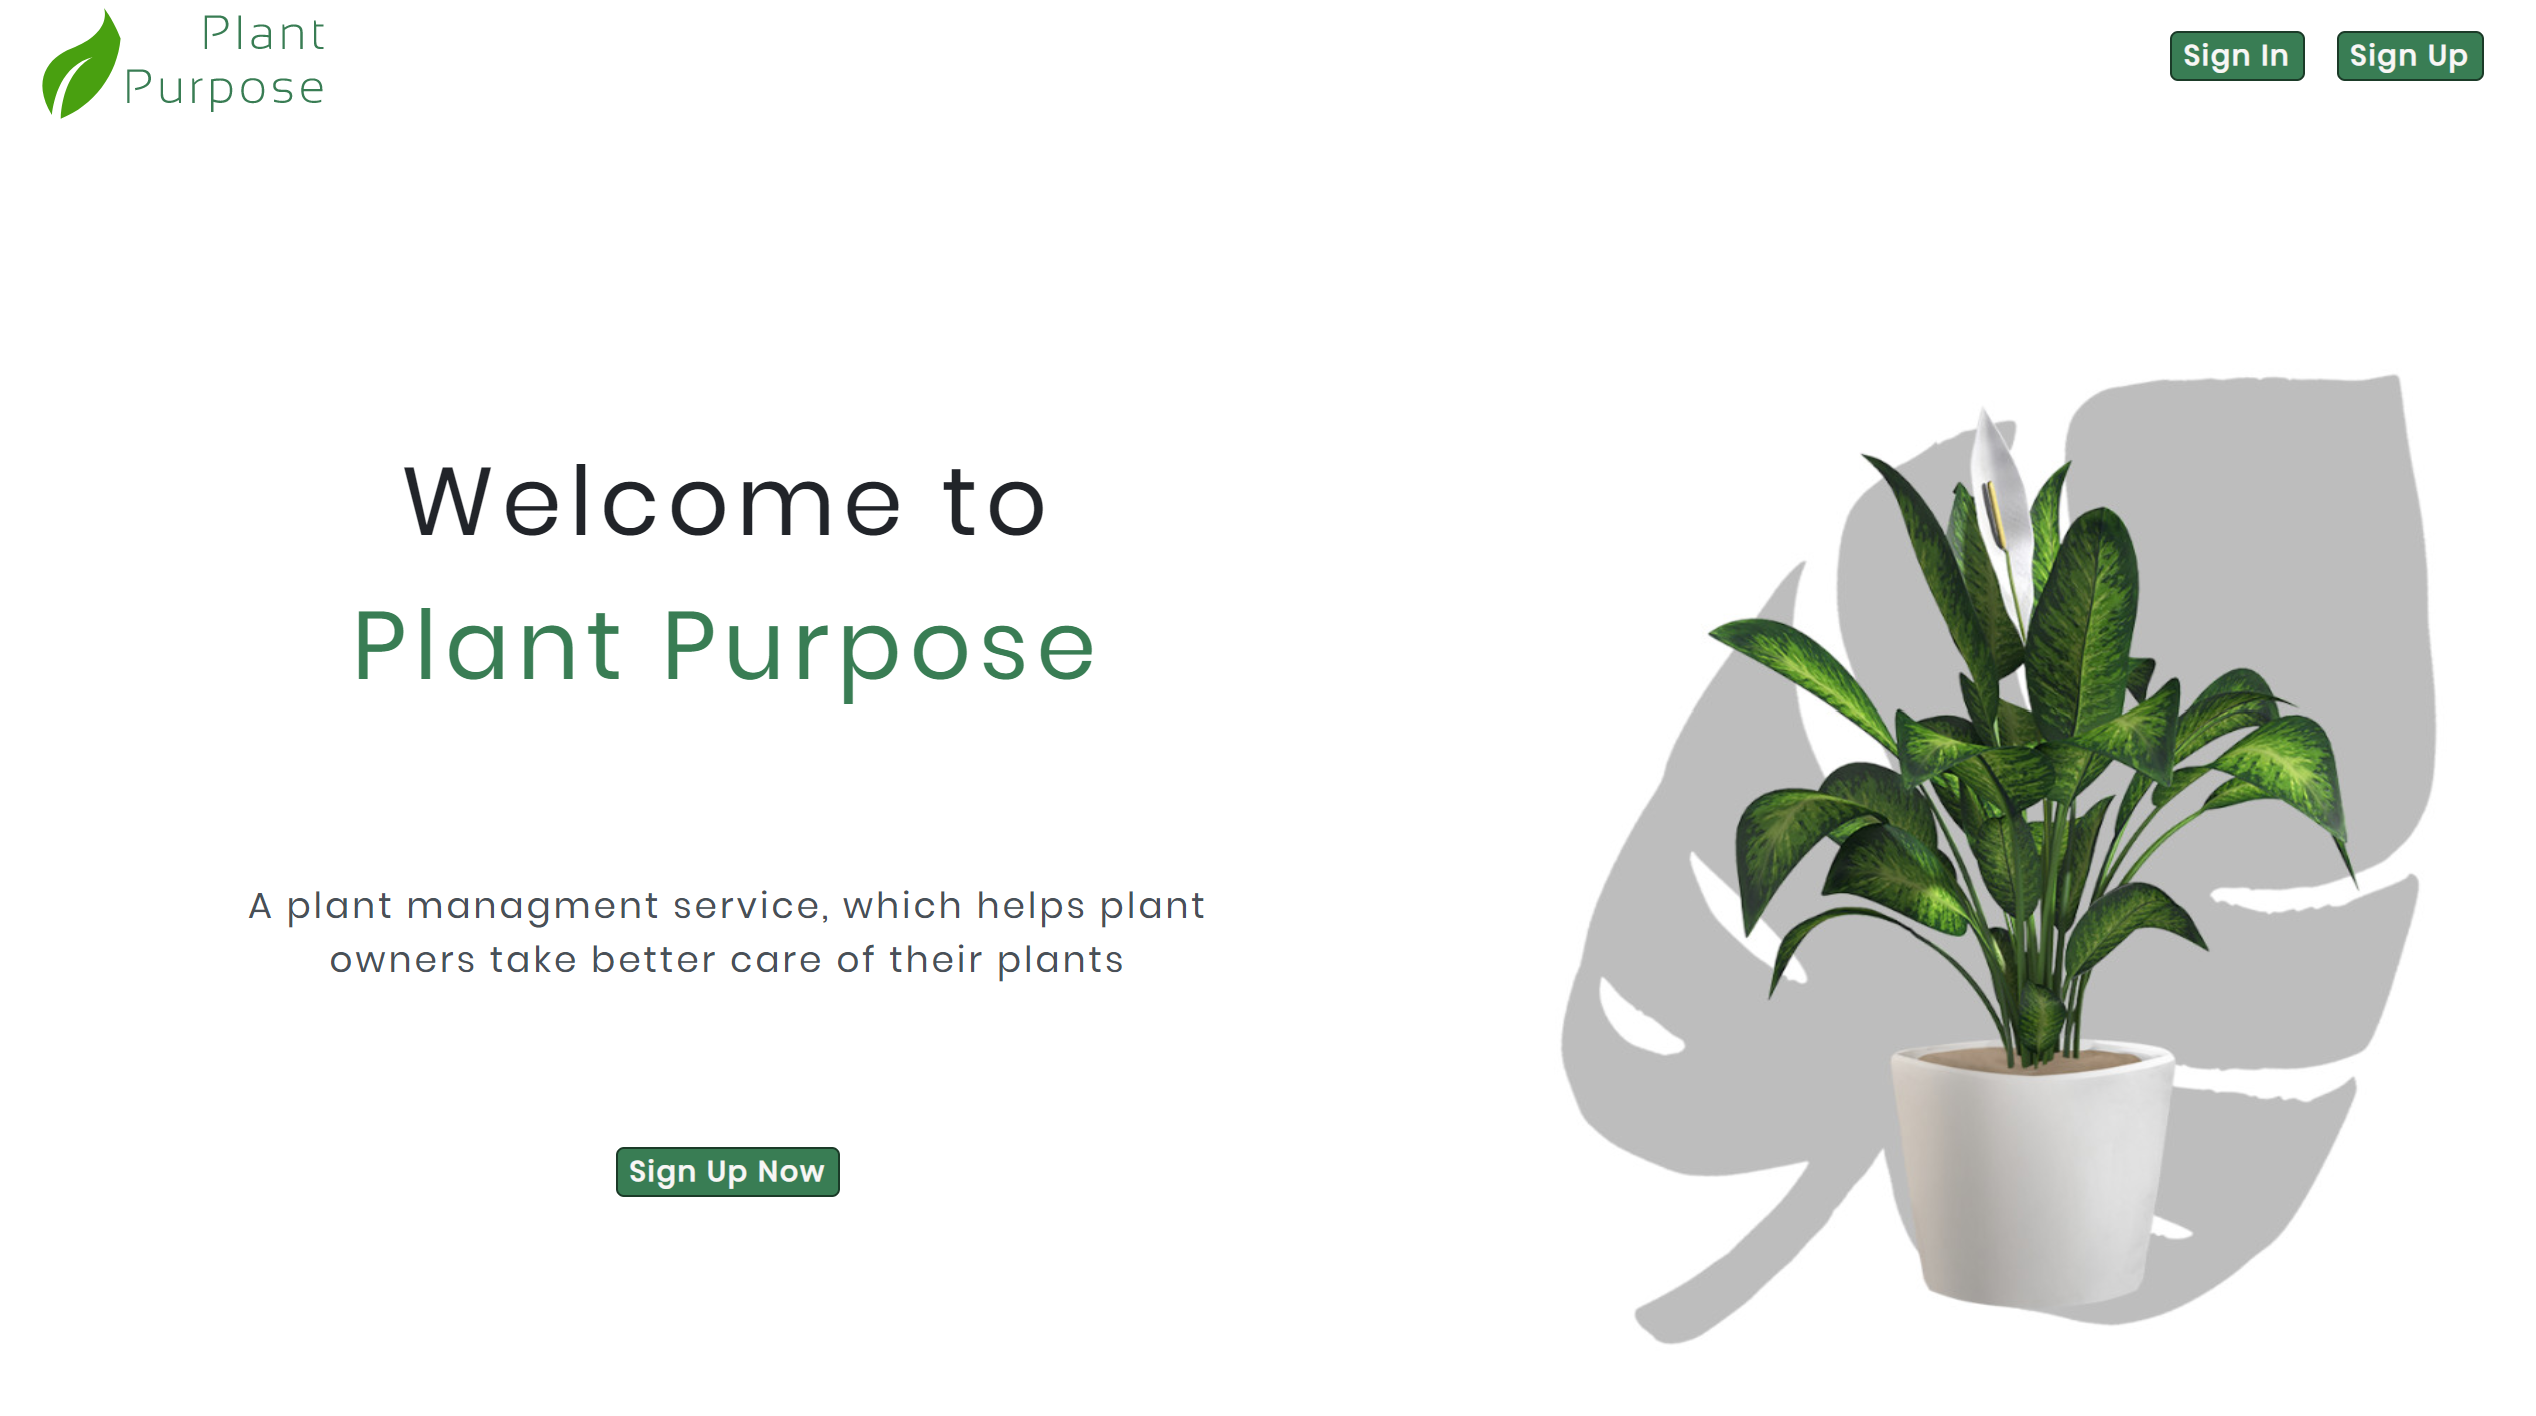 Plant
Purpose
Sign In
Sign Up
Welcome to
Plant Purpose
A plant managment service, which helps plant
owners take better care of their plants
Sign Up Now